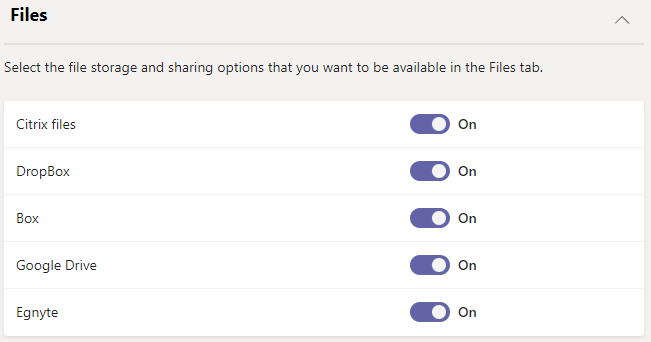 Files
Select the file storage and sharing options that you want to be available in the Files tab.
Citrix files On
DropBox On
Box On
Google Drive On
Egnyte On